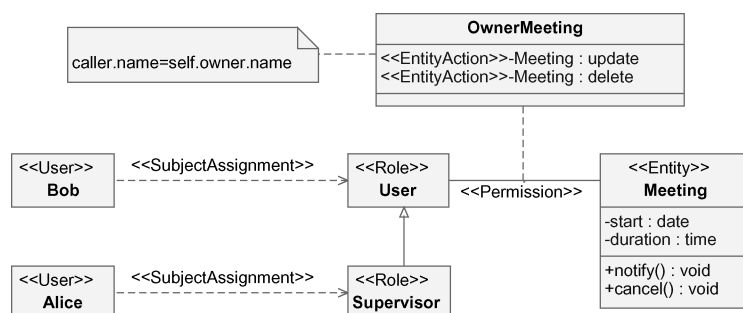 OwnerMeeting
caller.name=self.owner.name
<<EntityAction>>-Meeting : update
<<EntityAction>>-Meeting : delete
<<User>>
Bob
<<SubjectAssignment>>
<<Role>>
User
<<Permission>>
<<Entity>>
Meeting
-start : date
-duration : time
+notify() : void
+cancel() : void
<<User>>
Alice
<<SubjectAssignment>>
<<Role>>
Supervisor